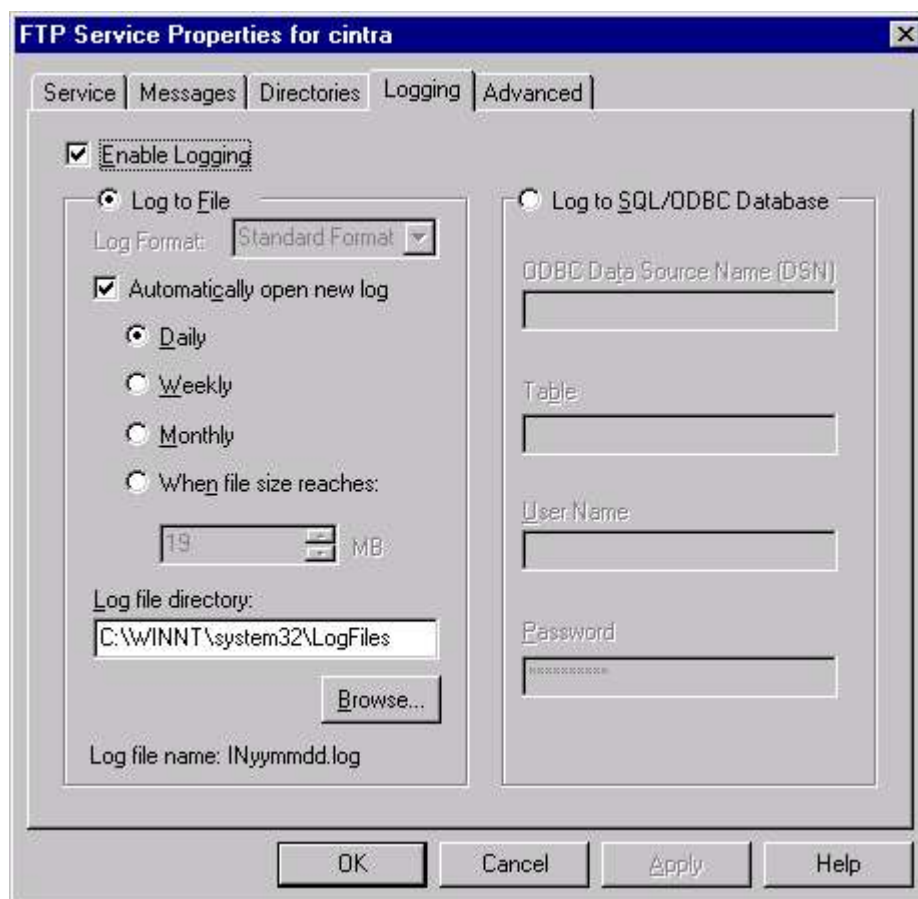 FTP Service Properties for cintra
Service Messages Directories Logging Advanced
Enable Logging
Log to File
Log Format: Standard Format
Automatically open new log
Daily
Weekly
Monthly
When file size reaches:
19 MB
Log file directory:
C:\WINNT\system32\LogFiles
Browse...
Log file name: INyymmdd.log
Log to SQL/ODBC Database
ODBC Data Source Name (DSN)
Table
User Name
Password
**********
OK Cancel Apply Help